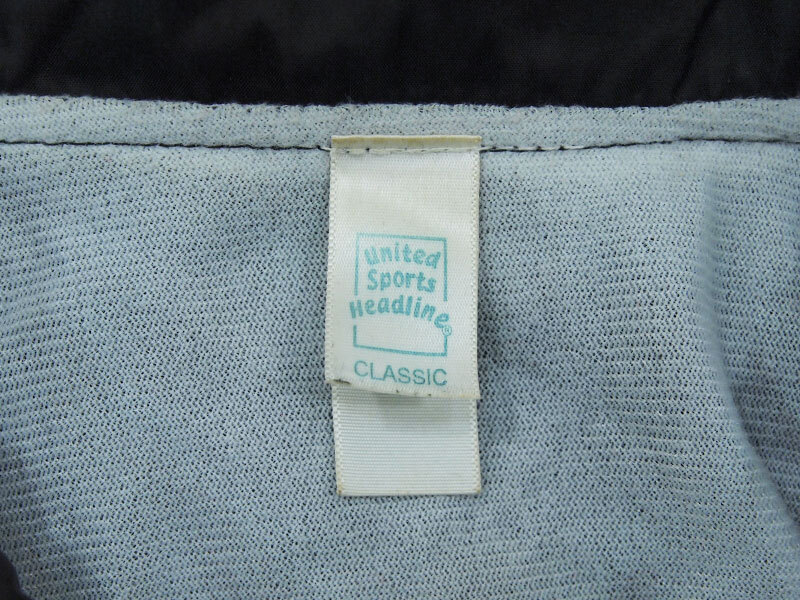 United
Sports
Headline®
CLASSIC